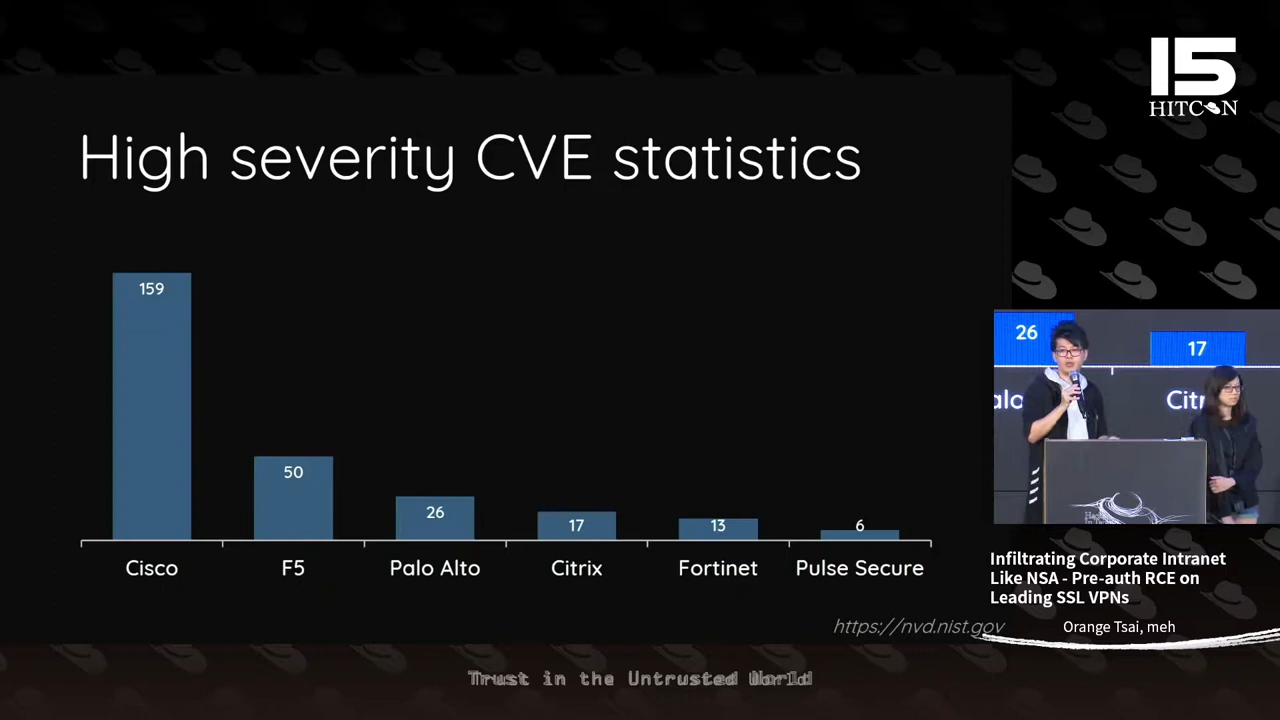 15
HITCON
High severity CVE statistics
159
50
26
17
13
6
Cisco
F5
Palo Alto
Citrix
Fortinet
Pulse Secure
https://nvd.nist.gov
26
17
alo
Citr
Infiltrating Corporate Intranet
Like NSA - Pre-auth RCE on
Leading SSL VPNs
Orange Tsai, meh
Trust in the Untrusted World